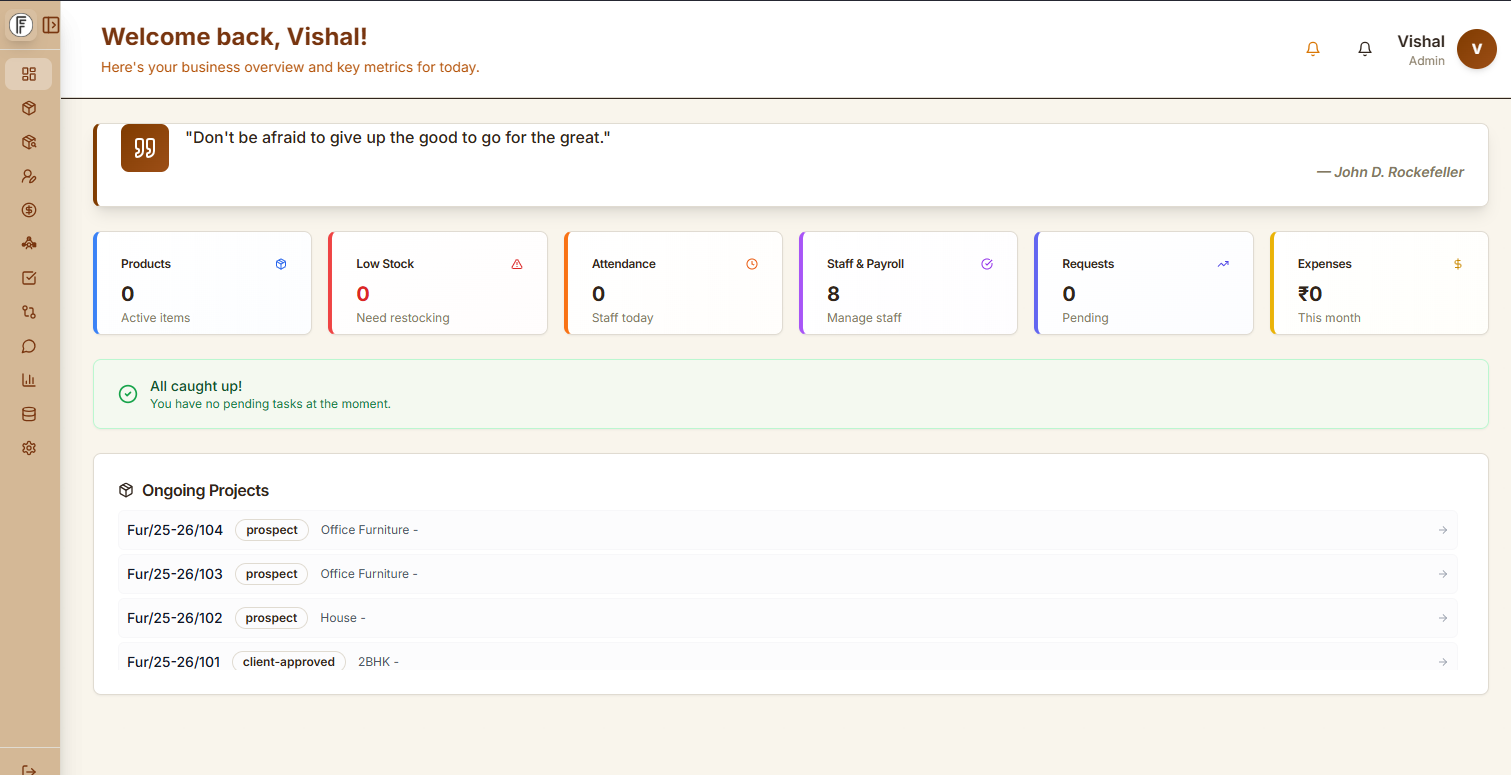 Welcome back, Vishal!
Here's your business overview and key metrics for today.
Vishal
Admin
V
"Don't be afraid to give up the good to go for the great."
— John D. Rockefeller
Products
0
Active items
Low Stock
0
Need restocking
Attendance
0
Staff today
Staff & Payroll
8
Manage staff
Requests
0
Pending
Expenses
₹0
This month
All caught up!
You have no pending tasks at the moment.
Ongoing Projects
Fur/25-26/104 prospect Office Furniture -
Fur/25-26/103 prospect Office Furniture -
Fur/25-26/102 prospect House -
Fur/25-26/101 client-approved 2BHK -